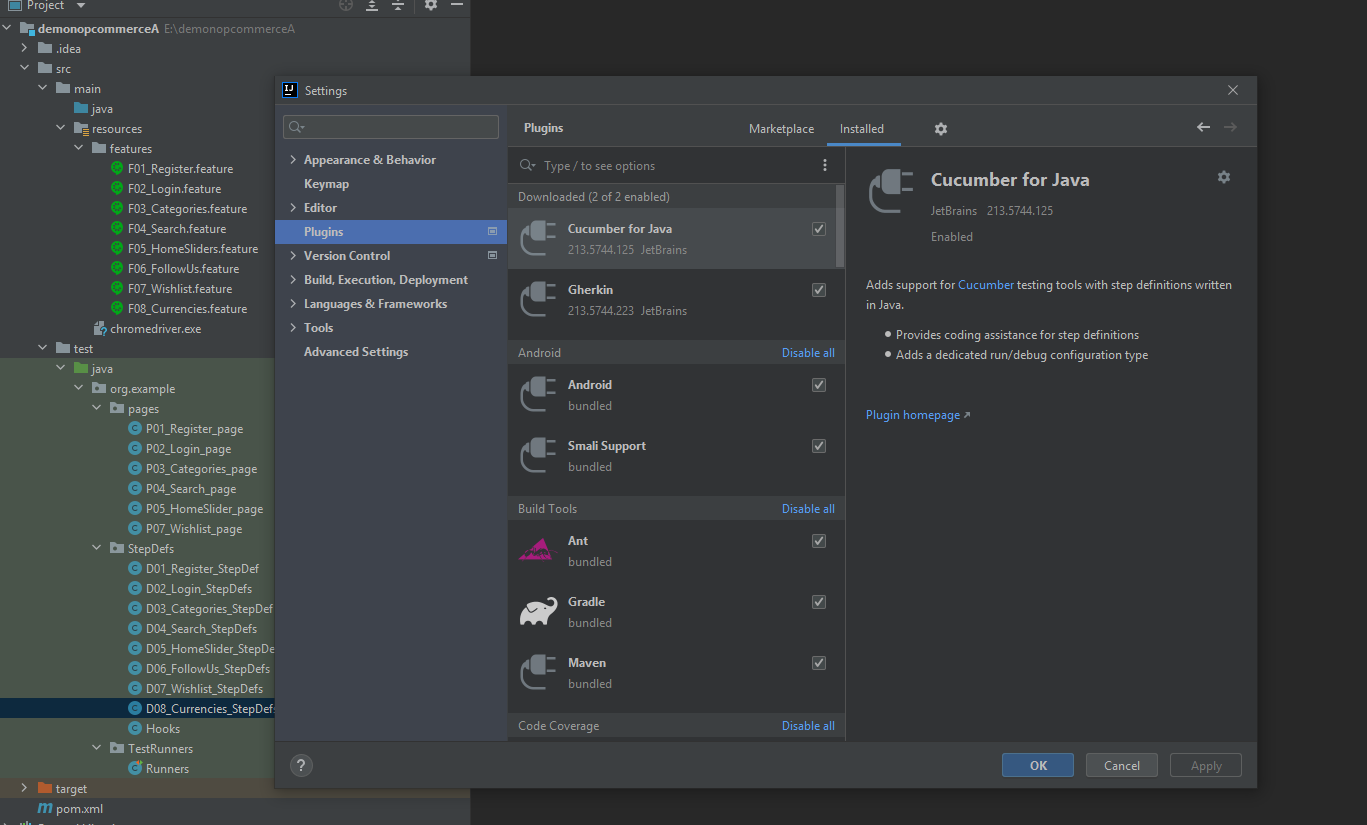 Project
demonopcommerceA E:\demonopcommerceA
.idea
src
main
java
resources
features
F01_Register.feature
F02_Login.feature
F03_Categories.feature
F04_Search.feature
F05_HomeSliders.feature
F06_FollowUs.feature
F07_Wishlist.feature
F08_Currencies.feature
chromedriver.exe
test
java
org.example
pages
P01_Register_page
P02_Login_page
P03_Categories_page
P04_Search_page
P05_HomeSlider_page
P07_Wishlist_page
StepDefs
D01_Register_StepDef
D02_Login_StepDefs
D03_Categories_StepDef
D04_Search_StepDefs
D05_HomeSlider_StepDe
D06_FollowUs_StepDefs
D07_Wishlist_StepDefs
D08_Currencies_StepDef
Hooks
TestRunners
Runners
target
pom.xml
IJ
Settings
Appearance & Behavior
Keymap
Editor
Plugins
Version Control
Build, Execution, Deployment
Languages & Frameworks
Tools
Advanced Settings
?
Plugins
Marketplace
Installed
Type / to see options
Downloaded (2 of 2 enabled)
Cucumber for Java
213.5744.125 JetBrains
Gherkin
213.5744.223 JetBrains
Android Disable all
Android
bundled
Smali Support
bundled
Build Tools Disable all
Ant
bundled
Gradle
bundled
Maven
bundled
Code Coverage Disable all
Cucumber for Java
JetBrains 213.5744.125
Enabled
Adds support for Cucumber testing tools with step definitions written
in Java.
• Provides coding assistance for step definitions
• Adds a dedicated run/debug configuration type
Plugin homepage ↗
OK
Cancel
Apply